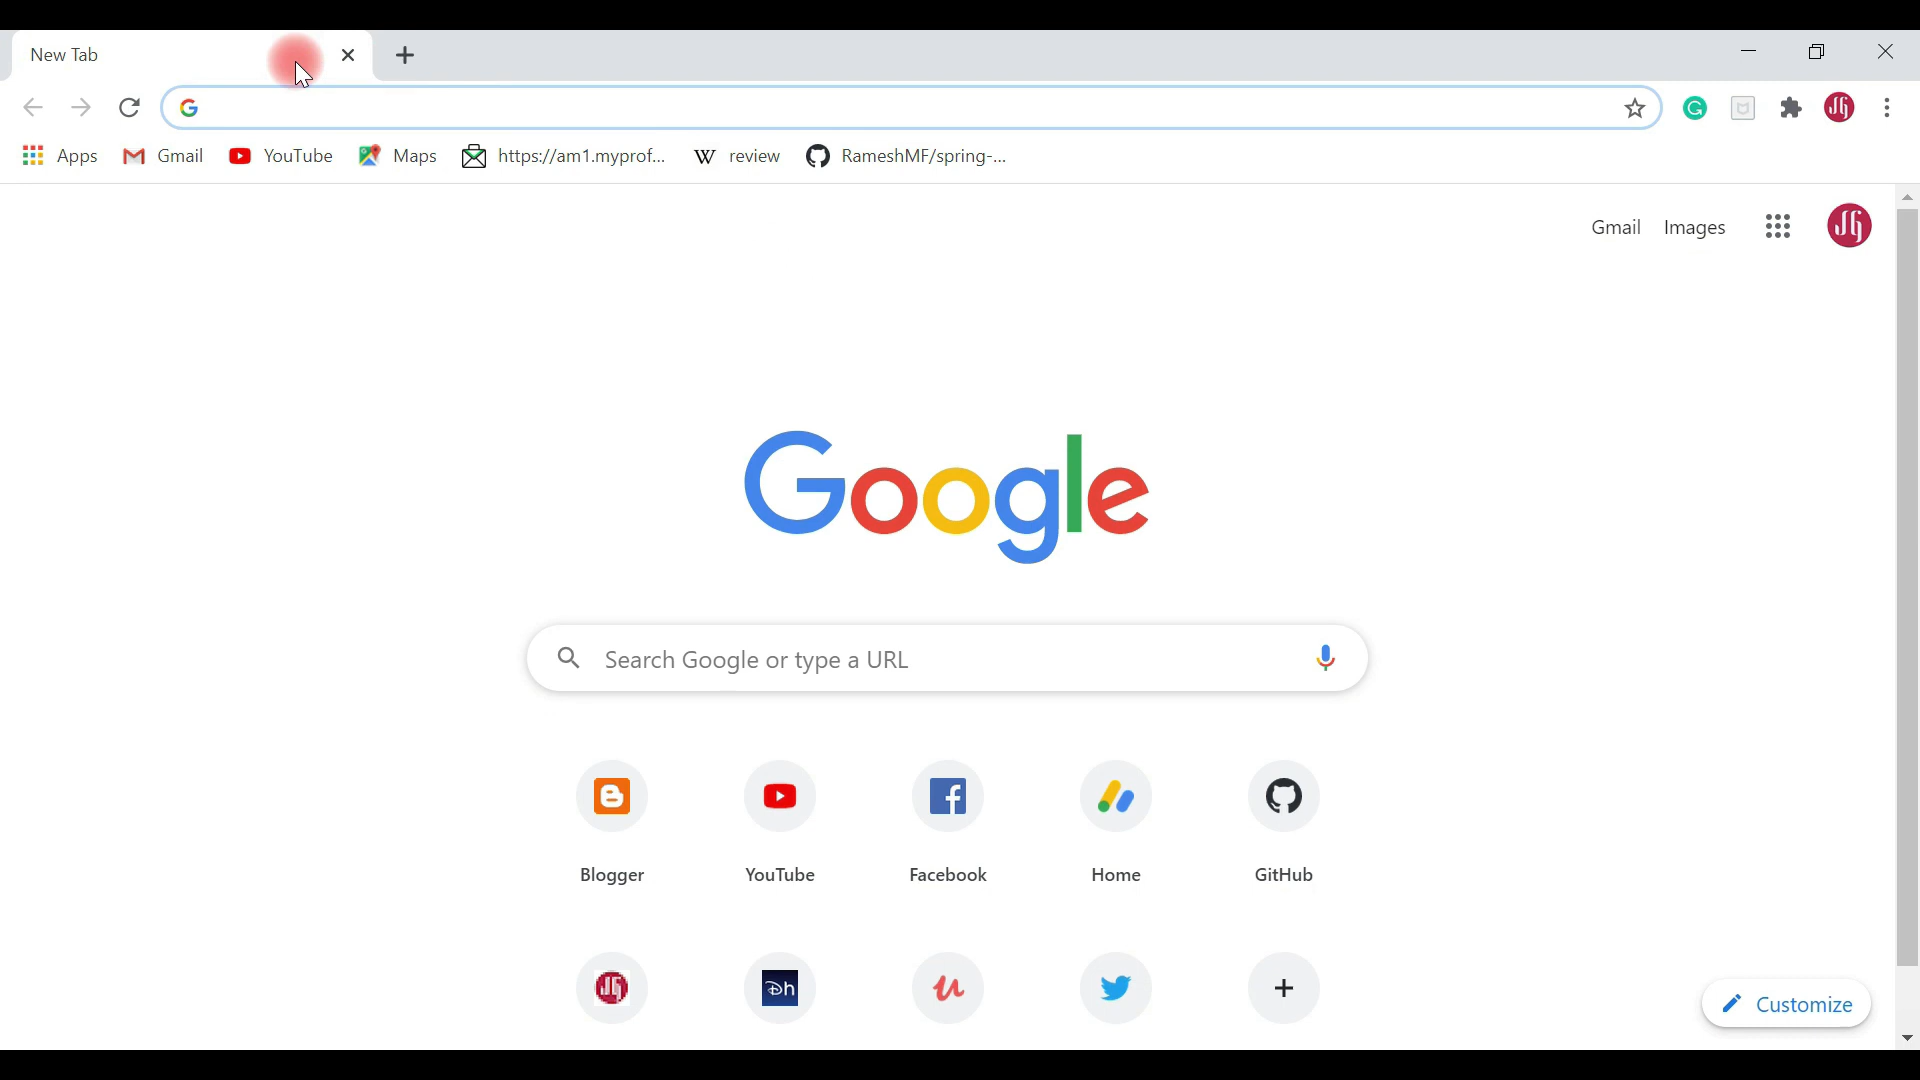 New Tab
Apps Gmail YouTube Maps https://am1.myprof... W review RameshMF/spring-...
Gmail Images
Google
Search Google or type a URL
Blogger YouTube Facebook Home GitHub
Customize